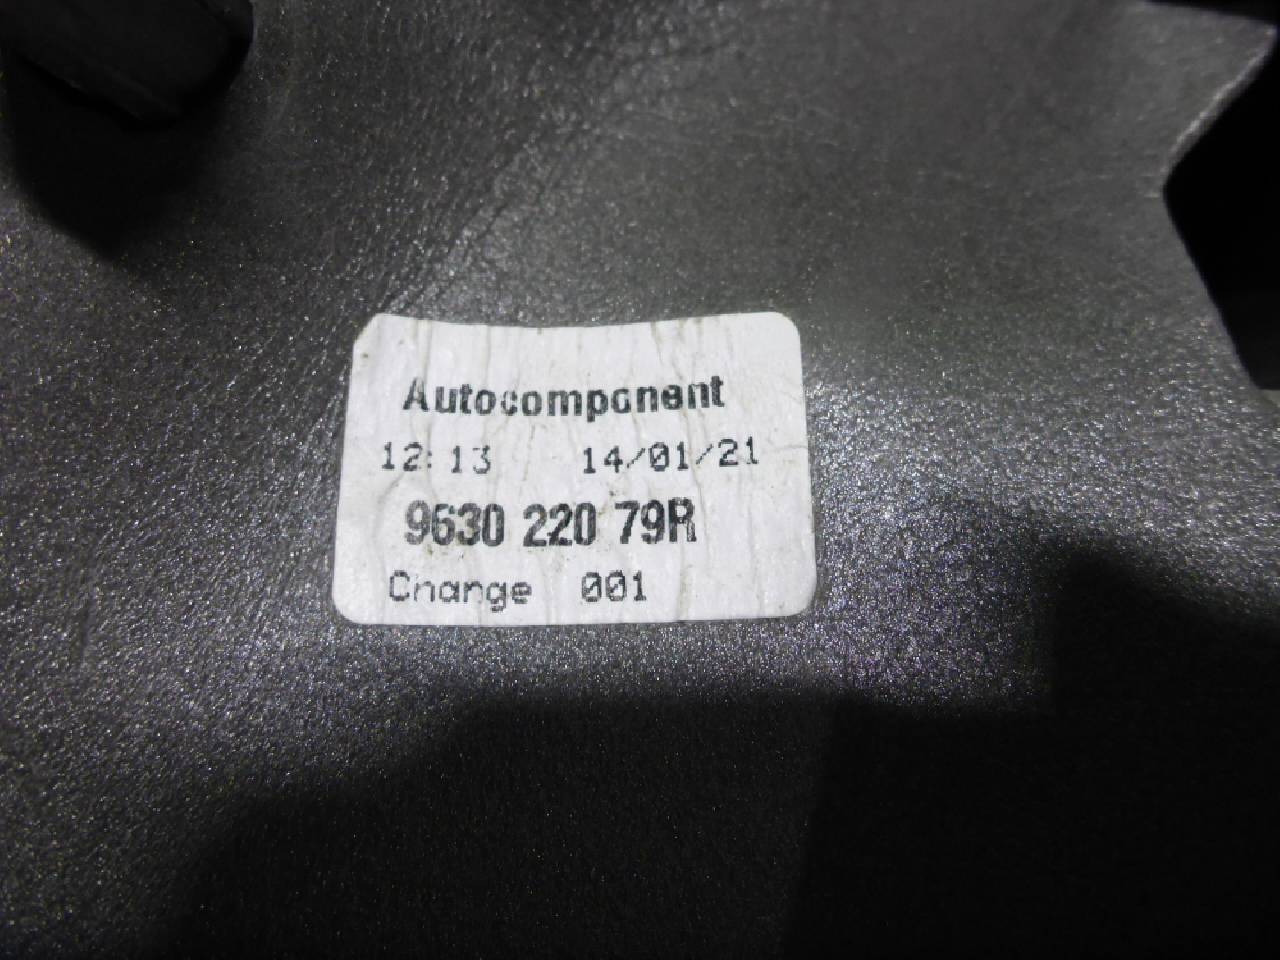 Autocomponent
12:13 14/01/21
9630 220 79R
Change 001